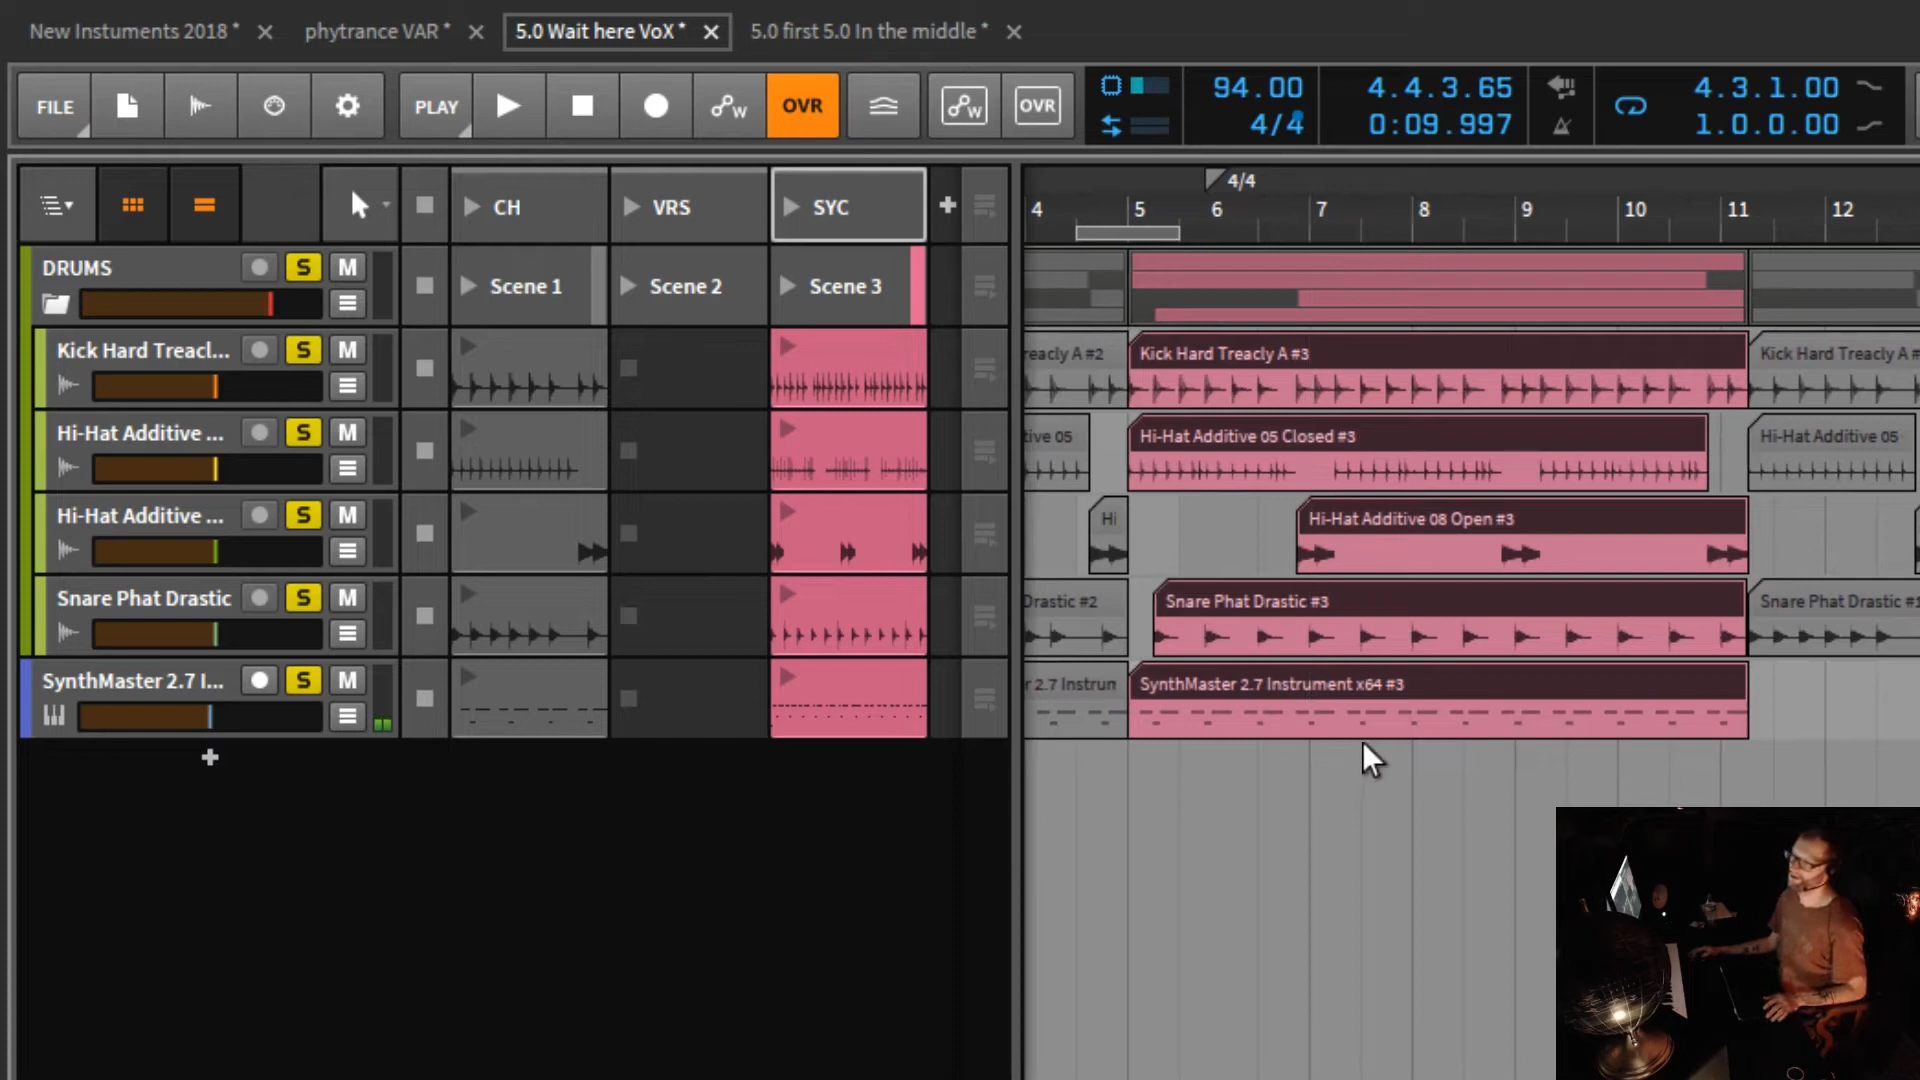 New Instuments 2018 *
phytrance VAR *
5.0 Wait here VoX *
5.0 first 5.0 In the middle *
FILE
PLAY
OVR
OVR
94.00
4/4
4.4.3.65
0:09.997
4.3.1.00
1.0.0.00
CH
VRS
SYC
4/4
4
5
6
7
8
9
10
11
12
DRUMS
S
M
Scene 1
Scene 2
Scene 3
Kick Hard Treacl...
S
M
reacly A #2
Kick Hard Treacly A #3
Kick Hard Treacly A #
Hi-Hat Additive ...
S
M
tive 05
Hi-Hat Additive 05 Closed #3
Hi-Hat Additive 05
Hi-Hat Additive ...
S
M
Hi
Hi-Hat Additive 08 Open #3
Snare Phat Drastic
S
M
Drastic #2
Snare Phat Drastic #3
Snare Phat Drastic #1
SynthMaster 2.7 I...
S
M
r 2.7 Instrum
SynthMaster 2.7 Instrument x64 #3